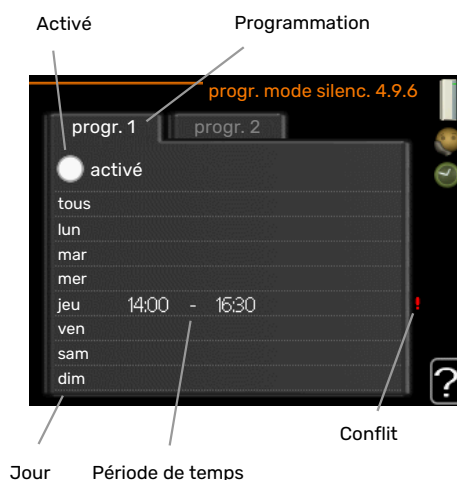 Activé
Programmation
progr. mode silenc. 4.9.6
progr. 1
progr. 2
activé
tous
lun
mar
mer
jeu 14:00 - 16:30 !
ven
sam
dim
?
Conflit
Jour
Période de temps